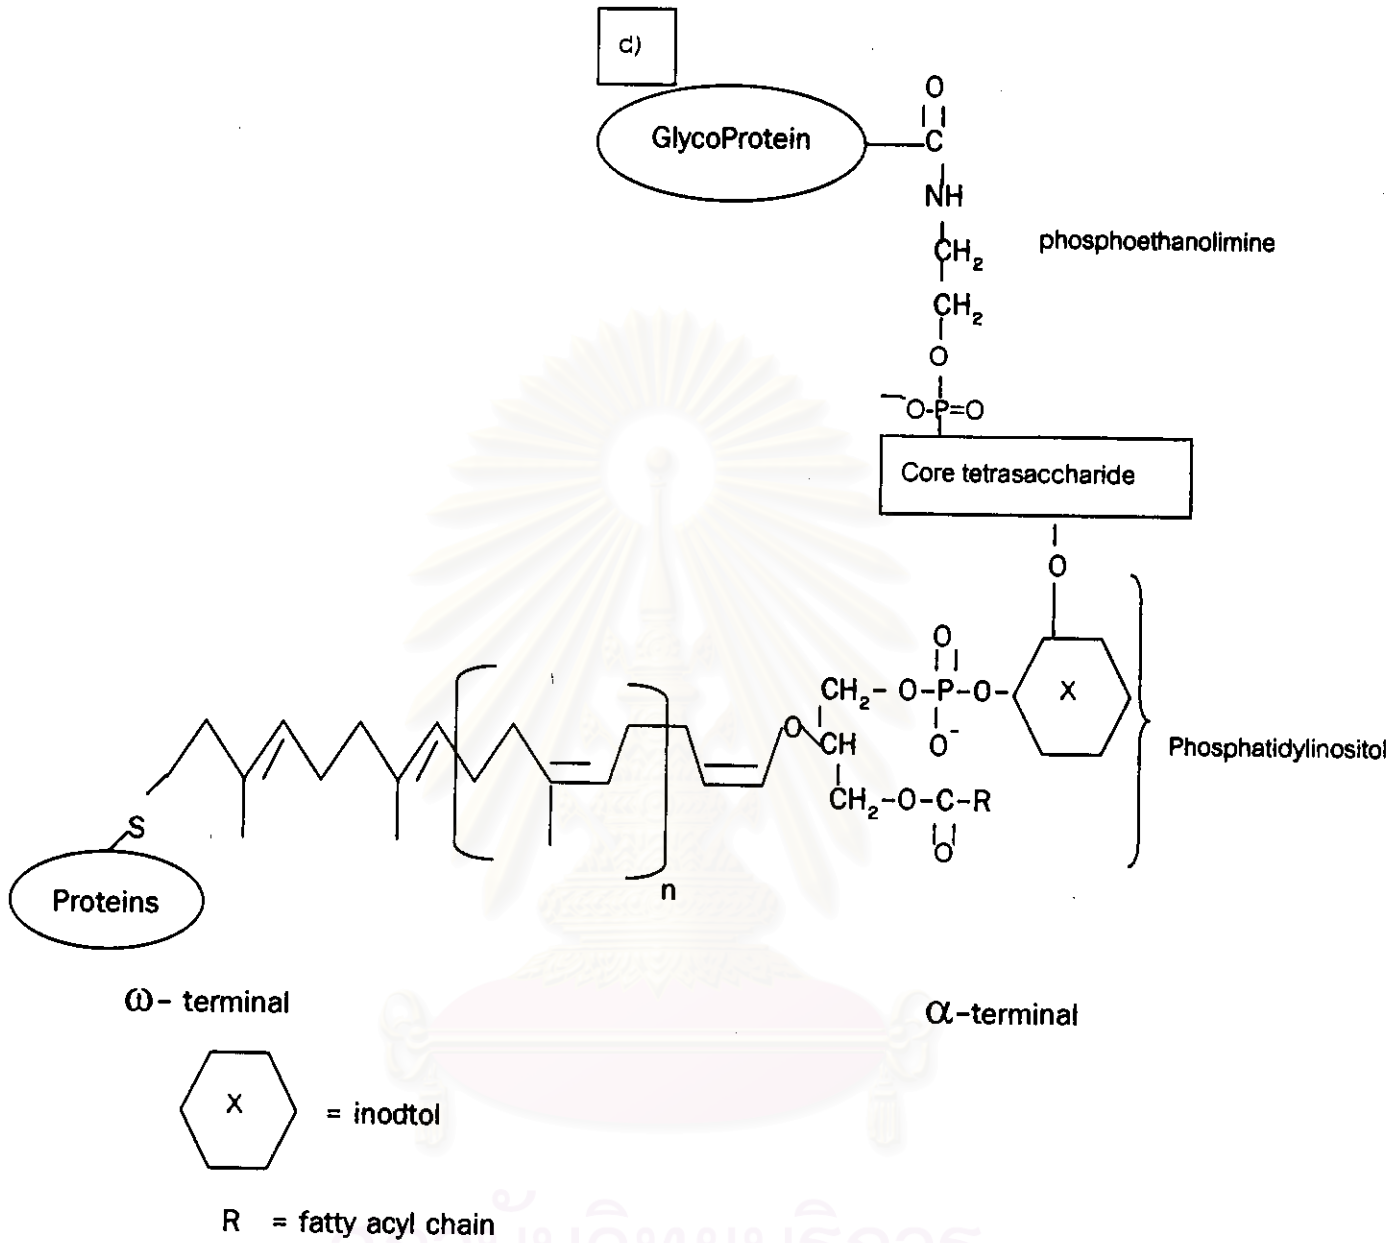 d)
GlycoProtein
O
C
NH
CH2
phosphoethanolimine
CH2
O
⁻O-P=O
Core tetrasaccharide
O
O
CH2- O-P-O- X
O
CH
O⁻
Phosphatidylinositol
CH2-O-C-R
O
S
Proteins
n
ω- terminal
α-terminal
X = inodtol
R = fatty acyl chain